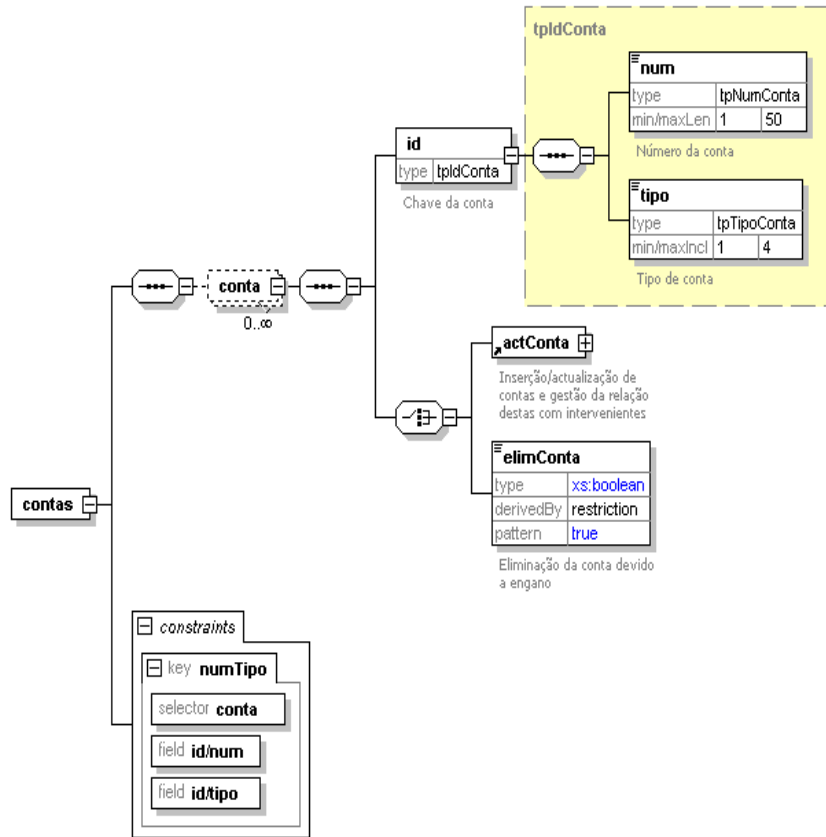 tpIdConta
num
type tpNumConta
min/maxLen 1 50
Número da conta
id
type tpIdConta
Chave da conta
tipo
type tpTipoConta
min/maxIncl 1 4
Tipo de conta
conta
0..∞
actConta
Inserção/actualização de
contas e gestão da relação
destas com intervenientes
elimConta
type xs:boolean
derivedBy restriction
pattern true
Eliminação da conta devido
a engano
contas
constraints
key numTipo
selector conta
field id/num
field id/tipo